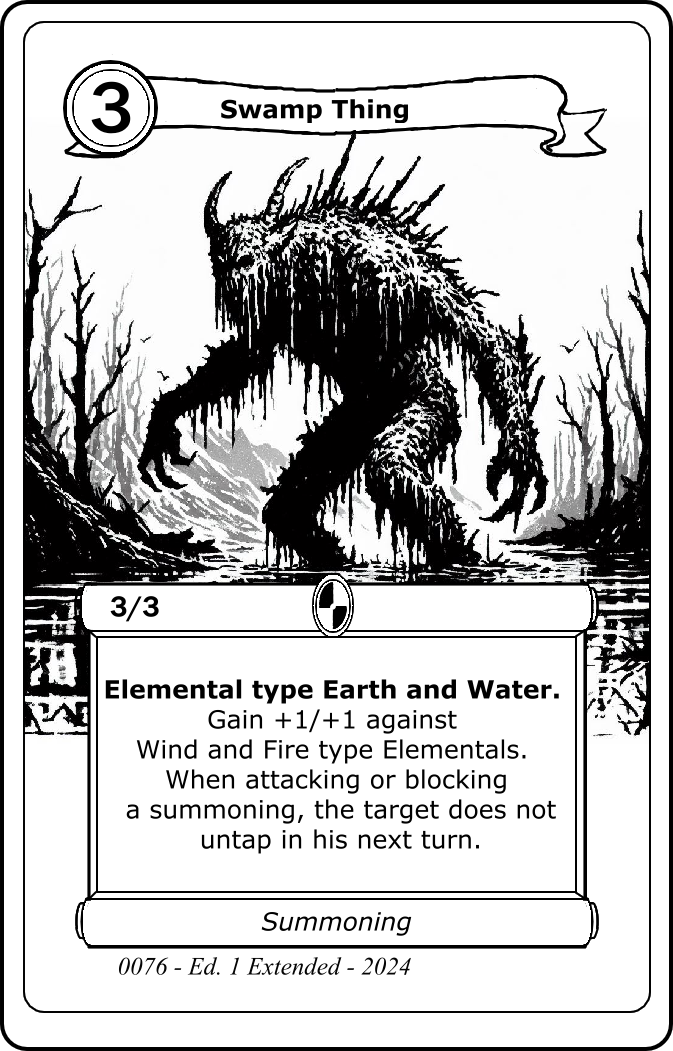 3
Swamp Thing
3/3
Elemental type Earth and Water.
Gain +1/+1 against
Wind and Fire type Elementals.
When attacking or blocking
a summoning, the target does not
untap in his next turn.
Summoning
0076 - Ed. 1 Extended - 2024